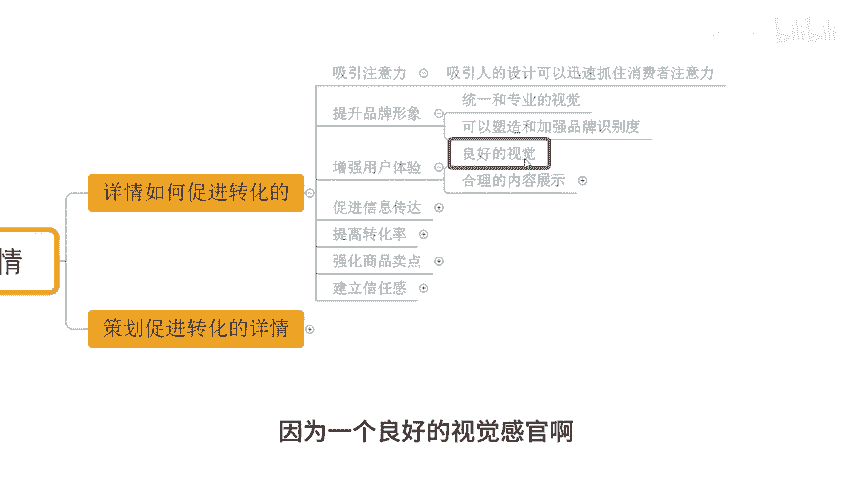 吸引注意力
吸引人的设计可以迅速抓住消费者注意力
提升品牌形象
统一和专业的视觉
可以塑造和加强品牌识别度
增强用户体验
良好的视觉
合理的内容展示
详情如何促进转化的
促进信息传达
提高转化率
强化商品卖点
建立信任感
情
策划促进转化的详情
因为一个良好的视觉感官啊
bilibili